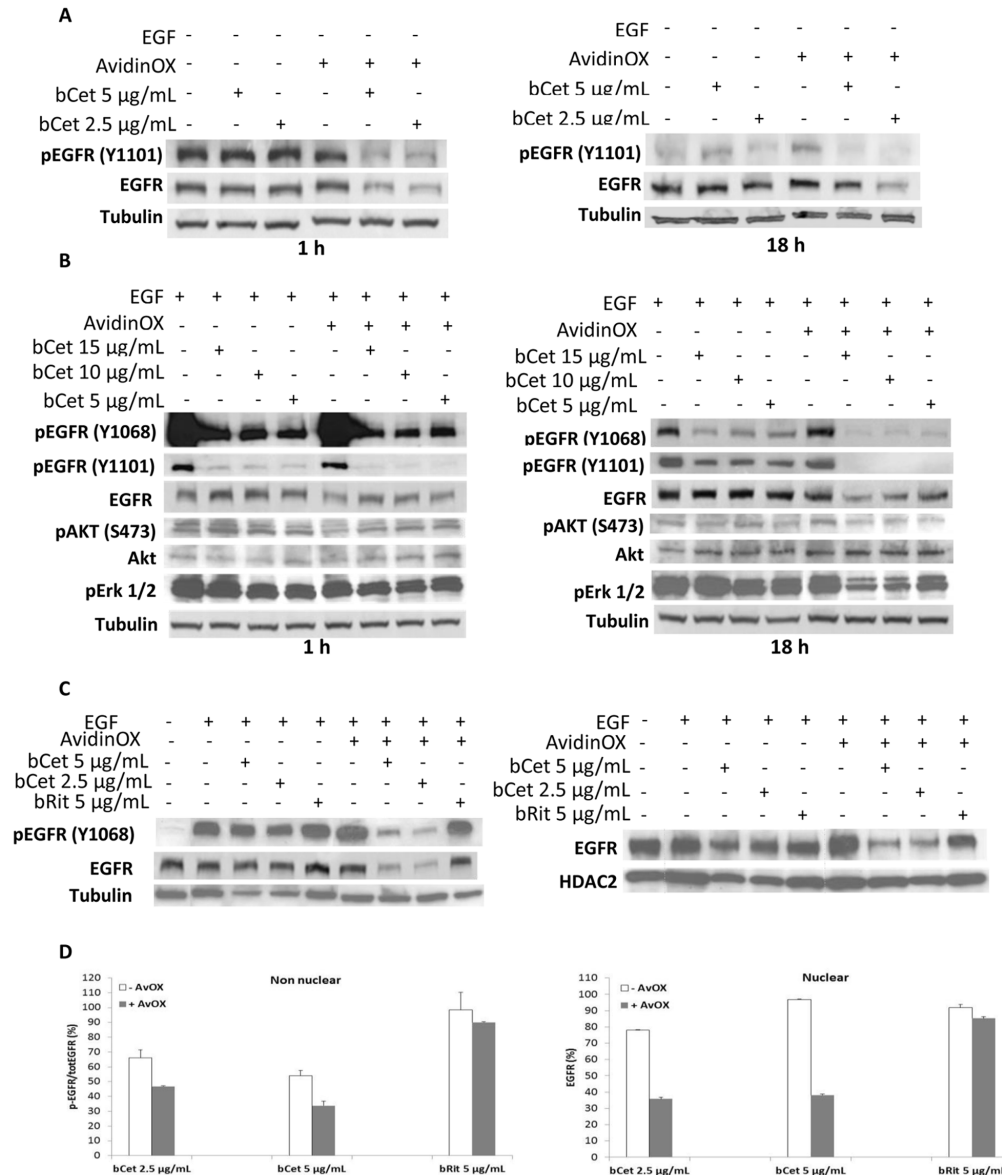 A
EGF - - - - - -
AvidinOX - - - + + +
bCet 5 µg/mL - + - - + -
bCet 2.5 µg/mL - - + - - +
pEGFR (Y1101)
EGFR
Tubulin
1 h
EGF - - - - - -
AvidinOX - - - + + +
bCet 5 µg/mL - + - - + -
bCet 2.5 µg/mL - - + - - +
pEGFR (Y1101)
EGFR
Tubulin
18 h
B
EGF + + + + + + + +
AvidinOX - - - - + + + +
bCet 15 µg/mL - + - - - + - -
bCet 10 µg/mL - - + - - - + -
bCet 5 µg/mL - - - + - - - +
pEGFR (Y1068)
pEGFR (Y1101)
EGFR
pAKT (S473)
Akt
pErk 1/2
Tubulin
1 h
EGF + + + + + + + +
AvidinOX - - - - + + + +
bCet 15 µg/mL - + - - - + - -
bCet 10 µg/mL - - + - - - + -
bCet 5 µg/mL - - - + - - - +
pEGFR (Y1068)
pEGFR (Y1101)
EGFR
pAKT (S473)
Akt
pErk 1/2
Tubulin
18 h
C
EGF - + + + + + + + +
AvidinOX - - - - - + + + +
bCet 5 µg/mL - - + - - - + - -
bCet 2.5 µg/mL - - - + - - - + -
bRit 5 µg/mL - - - - + - - - +
pEGFR (Y1068)
EGFR
Tubulin
EGF - + + + + + + + +
AvidinOX - - - - - + + + +
bCet 5 µg/mL - - + - - - + - -
bCet 2.5 µg/mL - - - + - - - + -
bRit 5 µg/mL - - - - + - - - +
EGFR
HDAC2
D
Non nuclear
- AvOX
+ AvOX
p-EGFR/totEGFR (%)
120
110
100
90
80
70
60
50
40
30
20
10
0
bCet 2.5 µg/mL bCet 5 µg/mL bRit 5 µg/mL
Nuclear
- AvOX
+ AvOX
EGFR (%)
120
110
100
90
80
70
60
50
40
30
20
10
0
bCet 2.5 µg/mL bCet 5 µg/mL bRit 5 µg/mL